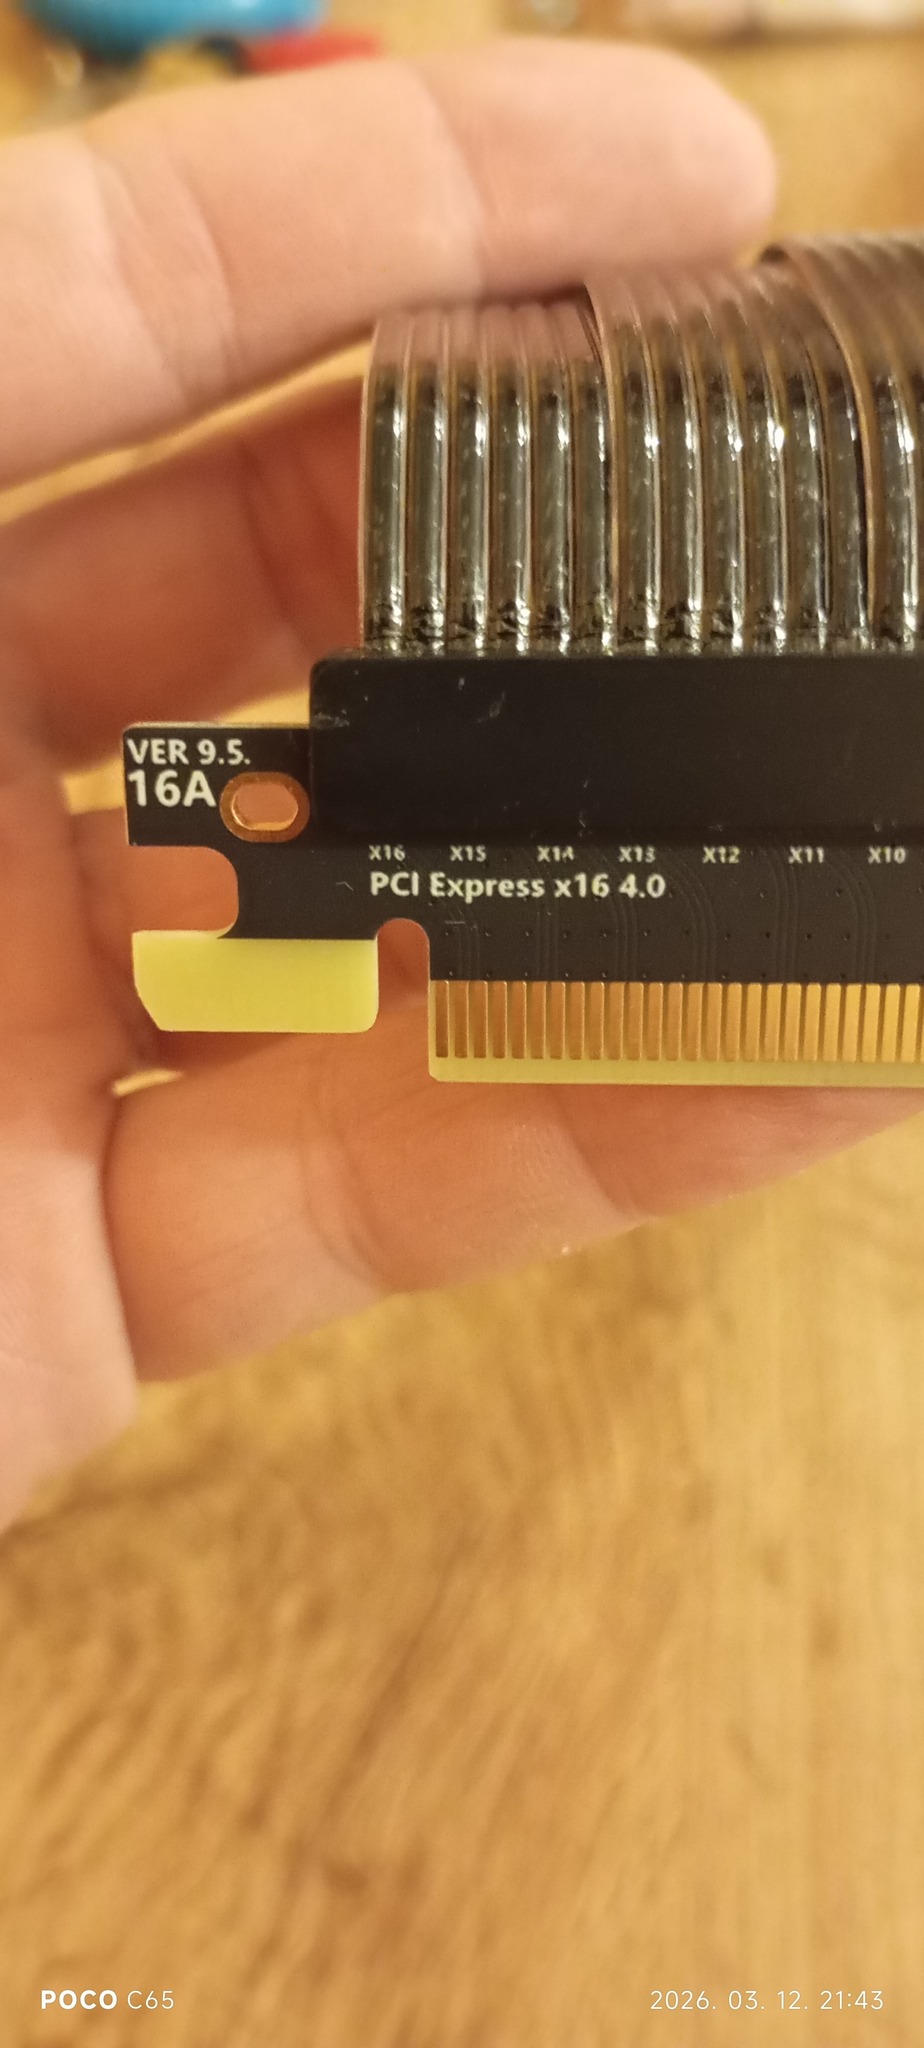 VER 9.5.
16A
X16 X15 X14 X13 X12 X11 X10
PCI Express x16 4.0
POCO C65
2026. 03. 12. 21:43